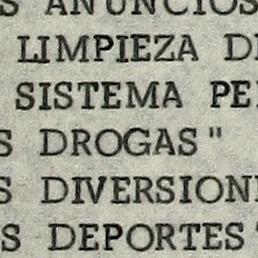 S ANUNCIOS
LIMPIEZA D
SISTEMA PE
S DROGAS"
S DIVERSION
S DEPORTES"